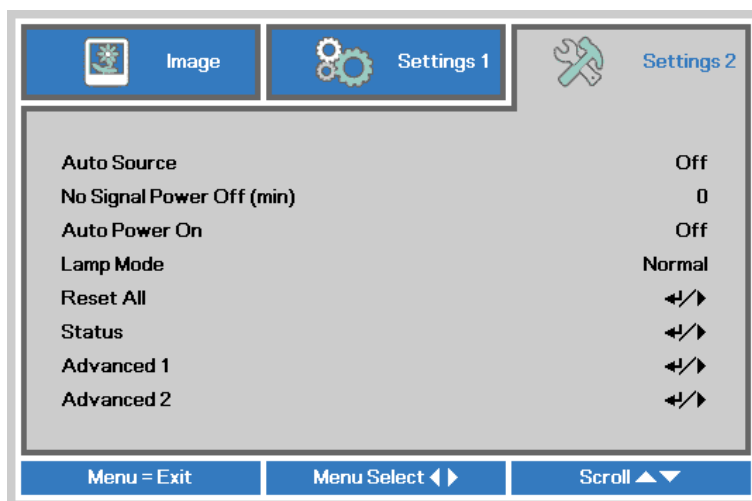 Image Settings 1 Settings 2
Auto Source Off
No Signal Power Off (min) 0
Auto Power On Off
Lamp Mode Normal
Reset All ↵/▶
Status ↵/▶
Advanced 1 ↵/▶
Advanced 2 ↵/▶
Menu = Exit Menu Select ◀▶ Scroll ▲▼